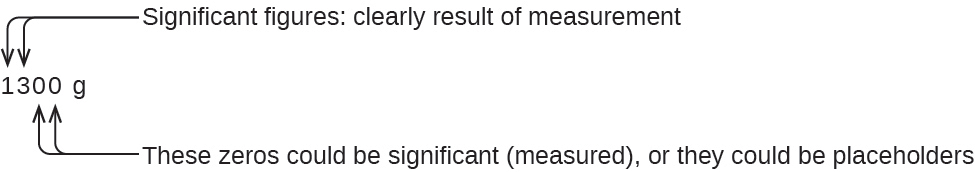 Significant figures: clearly result of measurement
1300 g
These zeros could be significant (measured), or they could be placeholders